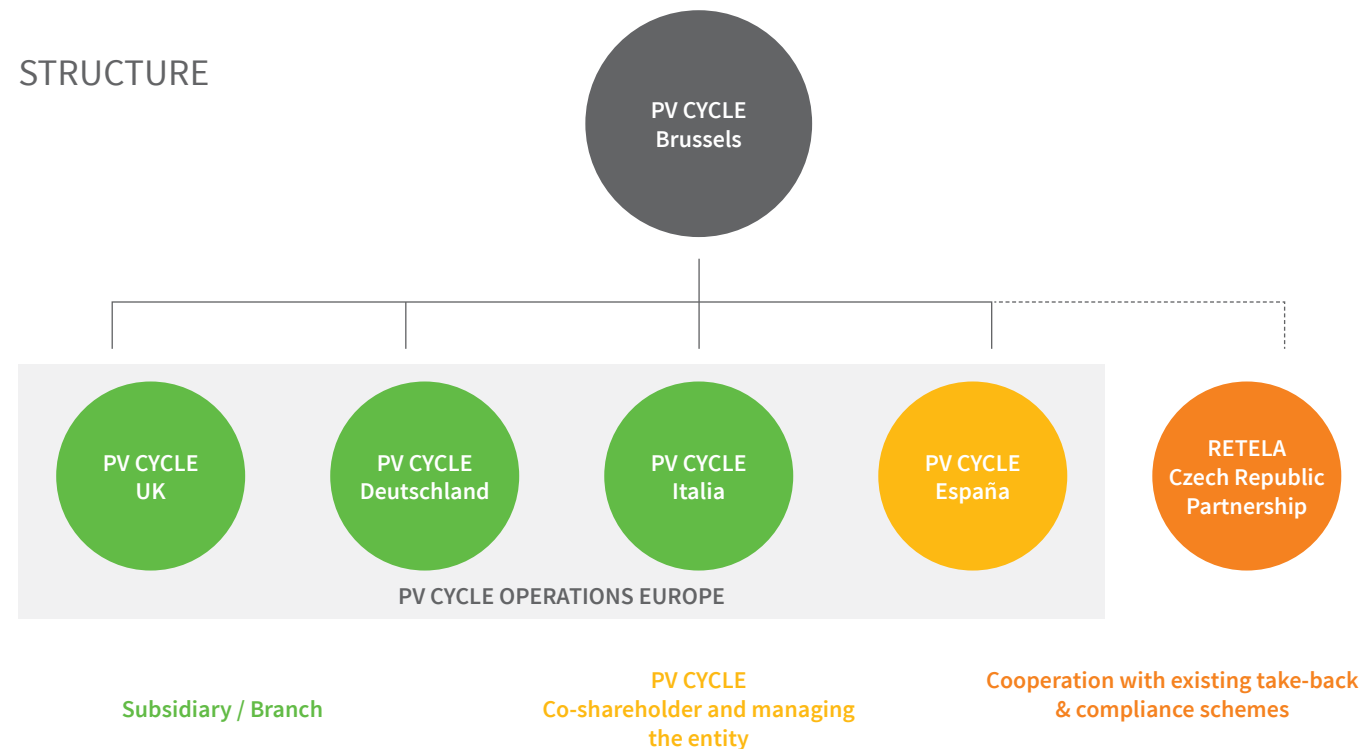 STRUCTURE
PV CYCLE
Brussels
PV CYCLE
UK
PV CYCLE
Deutschland
PV CYCLE
Italia
PV CYCLE
España
RETELA
Czech Republic
Partnership
PV CYCLE OPERATIONS EUROPE
Subsidiary / Branch
PV CYCLE
Co-shareholder and managing
the entity
Cooperation with existing take-back
& compliance schemes